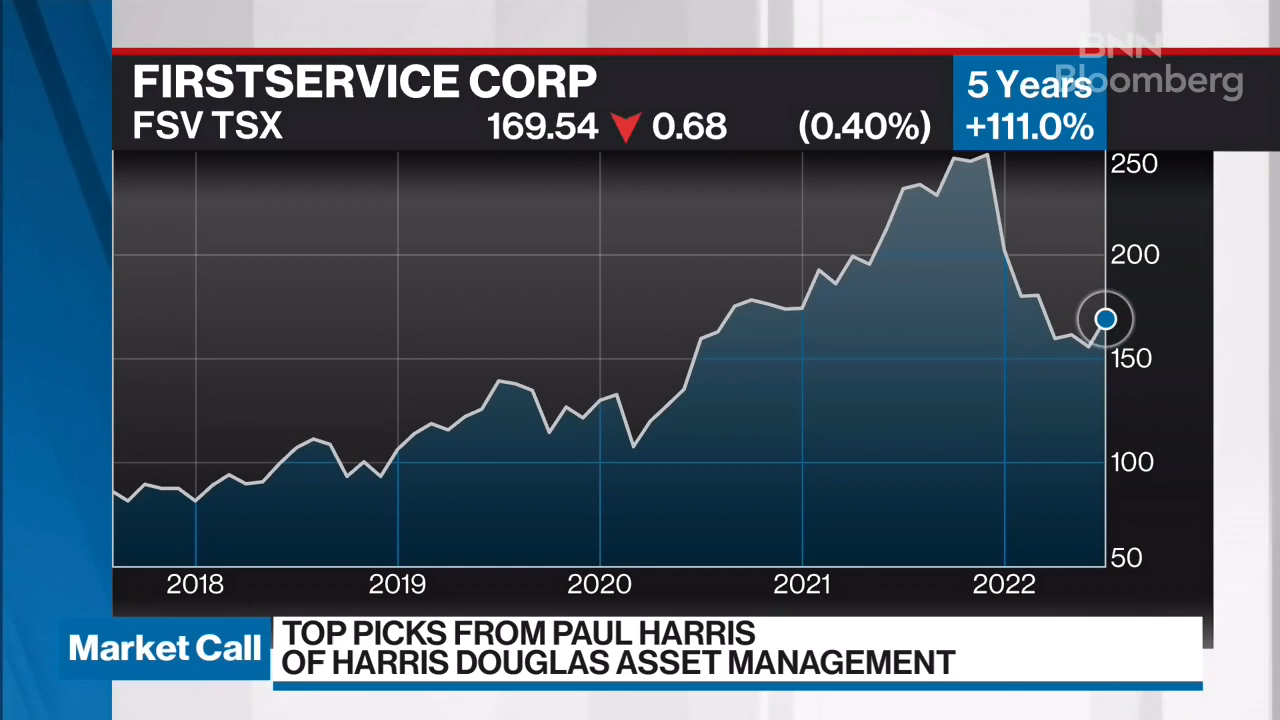 BNN
Bloomberg
FIRSTSERVICE CORP
5 Years
FSV TSX 169.54 ▼ 0.68 (0.40%) +111.0%
250
200
150
100
50
2018 2019 2020 2021 2022
Market Call
TOP PICKS FROM PAUL HARRIS
OF HARRIS DOUGLAS ASSET MANAGEMENT